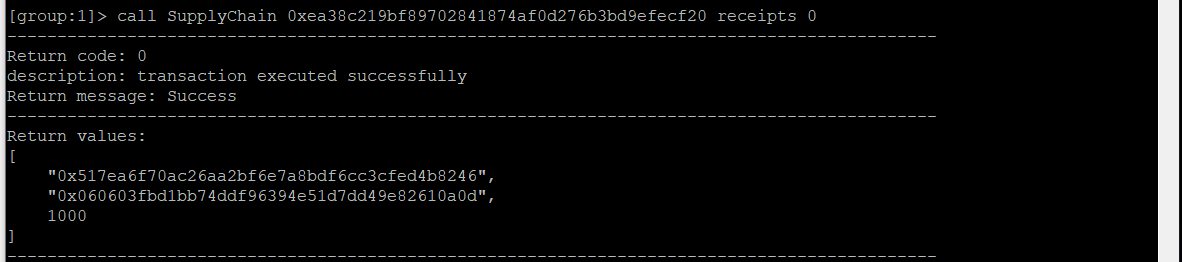 [group:1]> call SupplyChain 0xea38c219bf89702841874af0d276b3bd9efecf20 receipts 0
---------------------------------------------------------------------------------------------
Return code: 0
description: transaction executed successfully
Return message: Success
---------------------------------------------------------------------------------------------
Return values:
[
    "0x517ea6f70ac26aa2bf6e7a8bdf6cc3cfed4b8246",
    "0x060603fbd1bb74ddf96394e51d7dd49e82610a0d",
    1000
]
---------------------------------------------------------------------------------------------